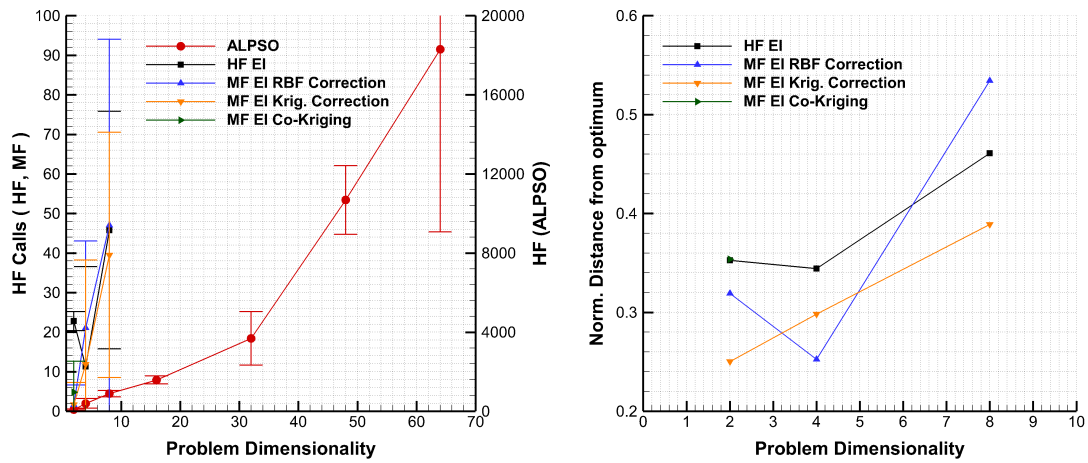 100
90
80
70
60
50
40
30
20
10
0
HF Calls ( HF, MF )
ALPSO
HF EI
MF EI RBF Correction
MF EI Krig. Correction
MF EI Co-Kriging
20000
16000
12000
8000
4000
0
HF (ALPSO)
10
20
30
40
50
60
70
Problem Dimensionality
0.6
0.5
0.4
0.3
0.2
Norm. Distance from optimum
HF EI
MF EI RBF Correction
MF EI Krig. Correction
MF EI Co-Kriging
0
1
2
3
4
5
6
7
8
9
10
Problem Dimensionality